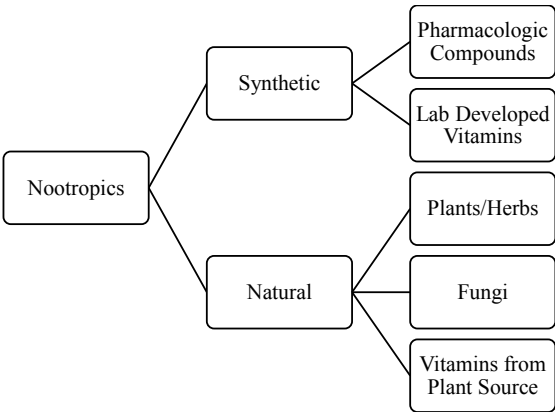 Nootropics
Synthetic
Pharmacologic
Compounds
Lab Developed
Vitamins
Natural
Plants/Herbs
Fungi
Vitamins from
Plant Source